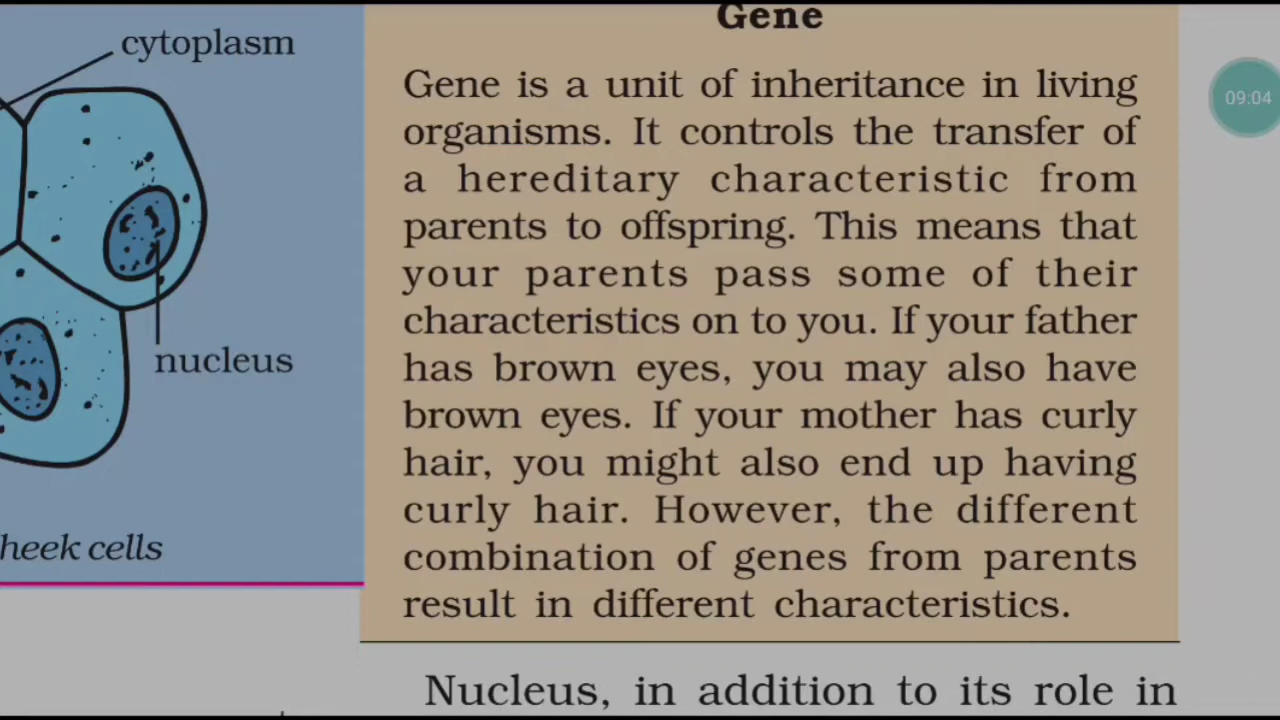 cytoplasm
nucleus
heek cells
Gene
Gene is a unit of inheritance in living
organisms. It controls the transfer of
a hereditary characteristic from
parents to offspring. This means that
your parents pass some of their
characteristics on to you. If your father
has brown eyes, you may also have
brown eyes. If your mother has curly
hair, you might also end up having
curly hair. However, the different
combination of genes from parents
result in different characteristics.
Nucleus, in addition to its role in
09:04